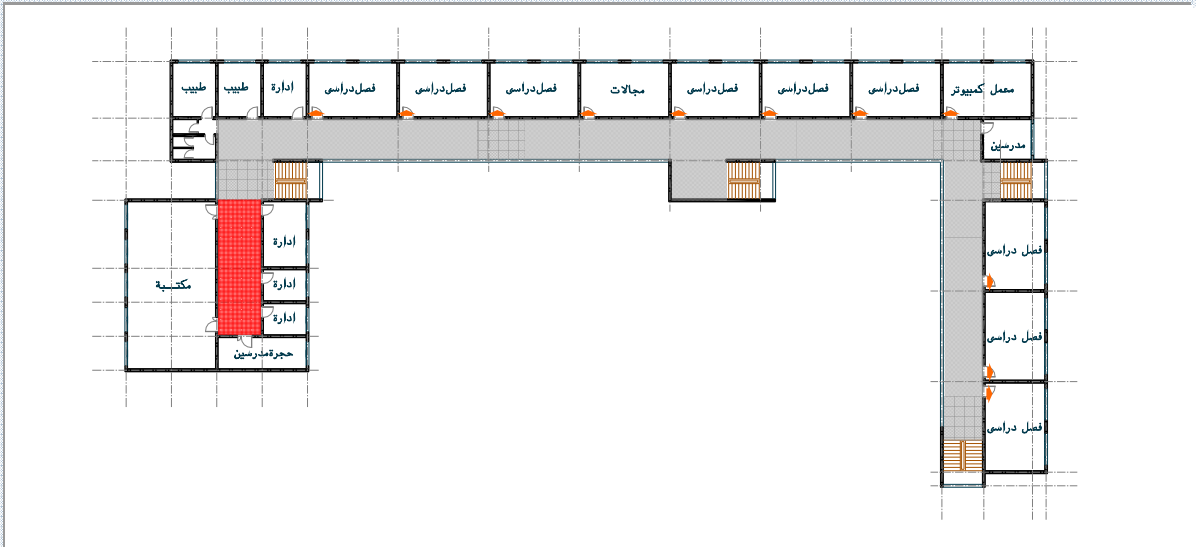 طبيب
طبيب
ادارة
فصل دراسى
فصل دراسى
فصل دراسى
مجالات
فصل دراسى
فصل دراسى
فصل دراسى
معمل كمبيوتر
مدرسين
ادارة
فصل دراسى
مكتبة
ادارة
ادارة
فصل دراسى
حجرة مدرسين
فصل دراسى